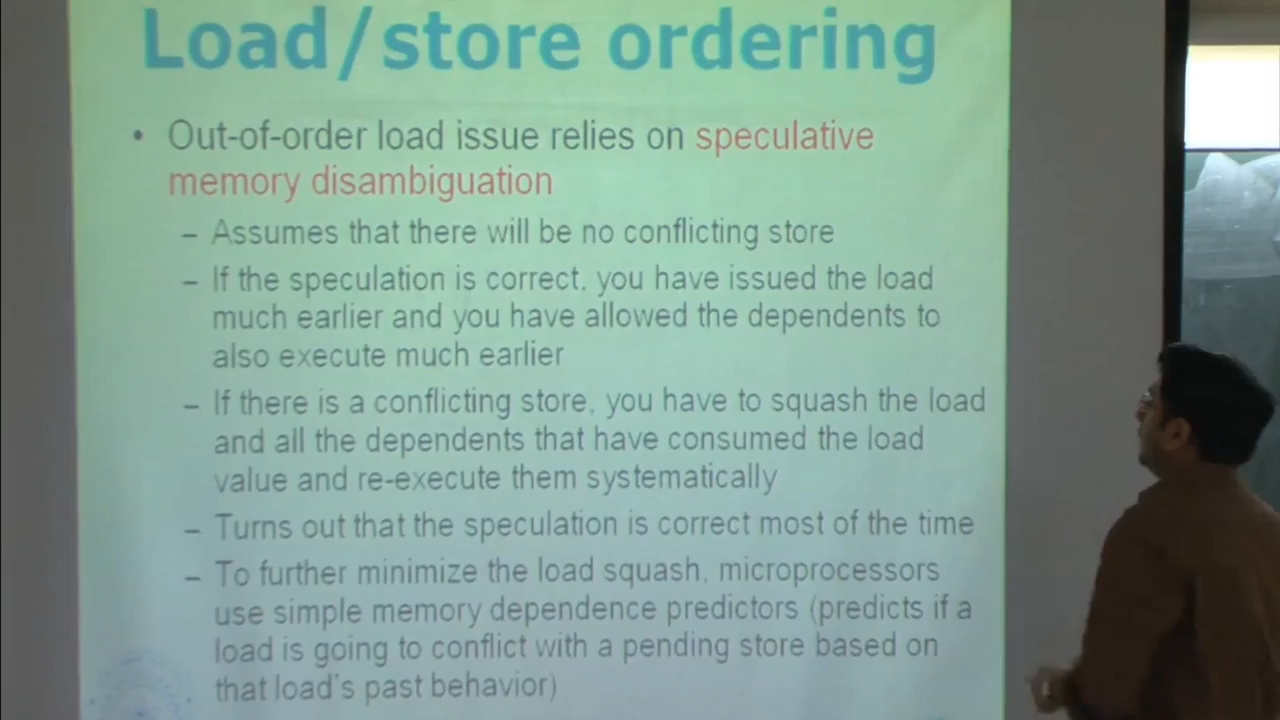 Load/store ordering
• Out-of-order load issue relies on speculative
memory disambiguation
– Assumes that there will be no conflicting store
– If the speculation is correct, you have issued the load
much earlier and you have allowed the dependents to
also execute much earlier
– If there is a conflicting store, you have to squash the load
and all the dependents that have consumed the load
value and re-execute them systematically
– Turns out that the speculation is correct most of the time
– To further minimize the load squash, microprocessors
use simple memory dependence predictors (predicts if a
load is going to conflict with a pending store based on
that load's past behavior)